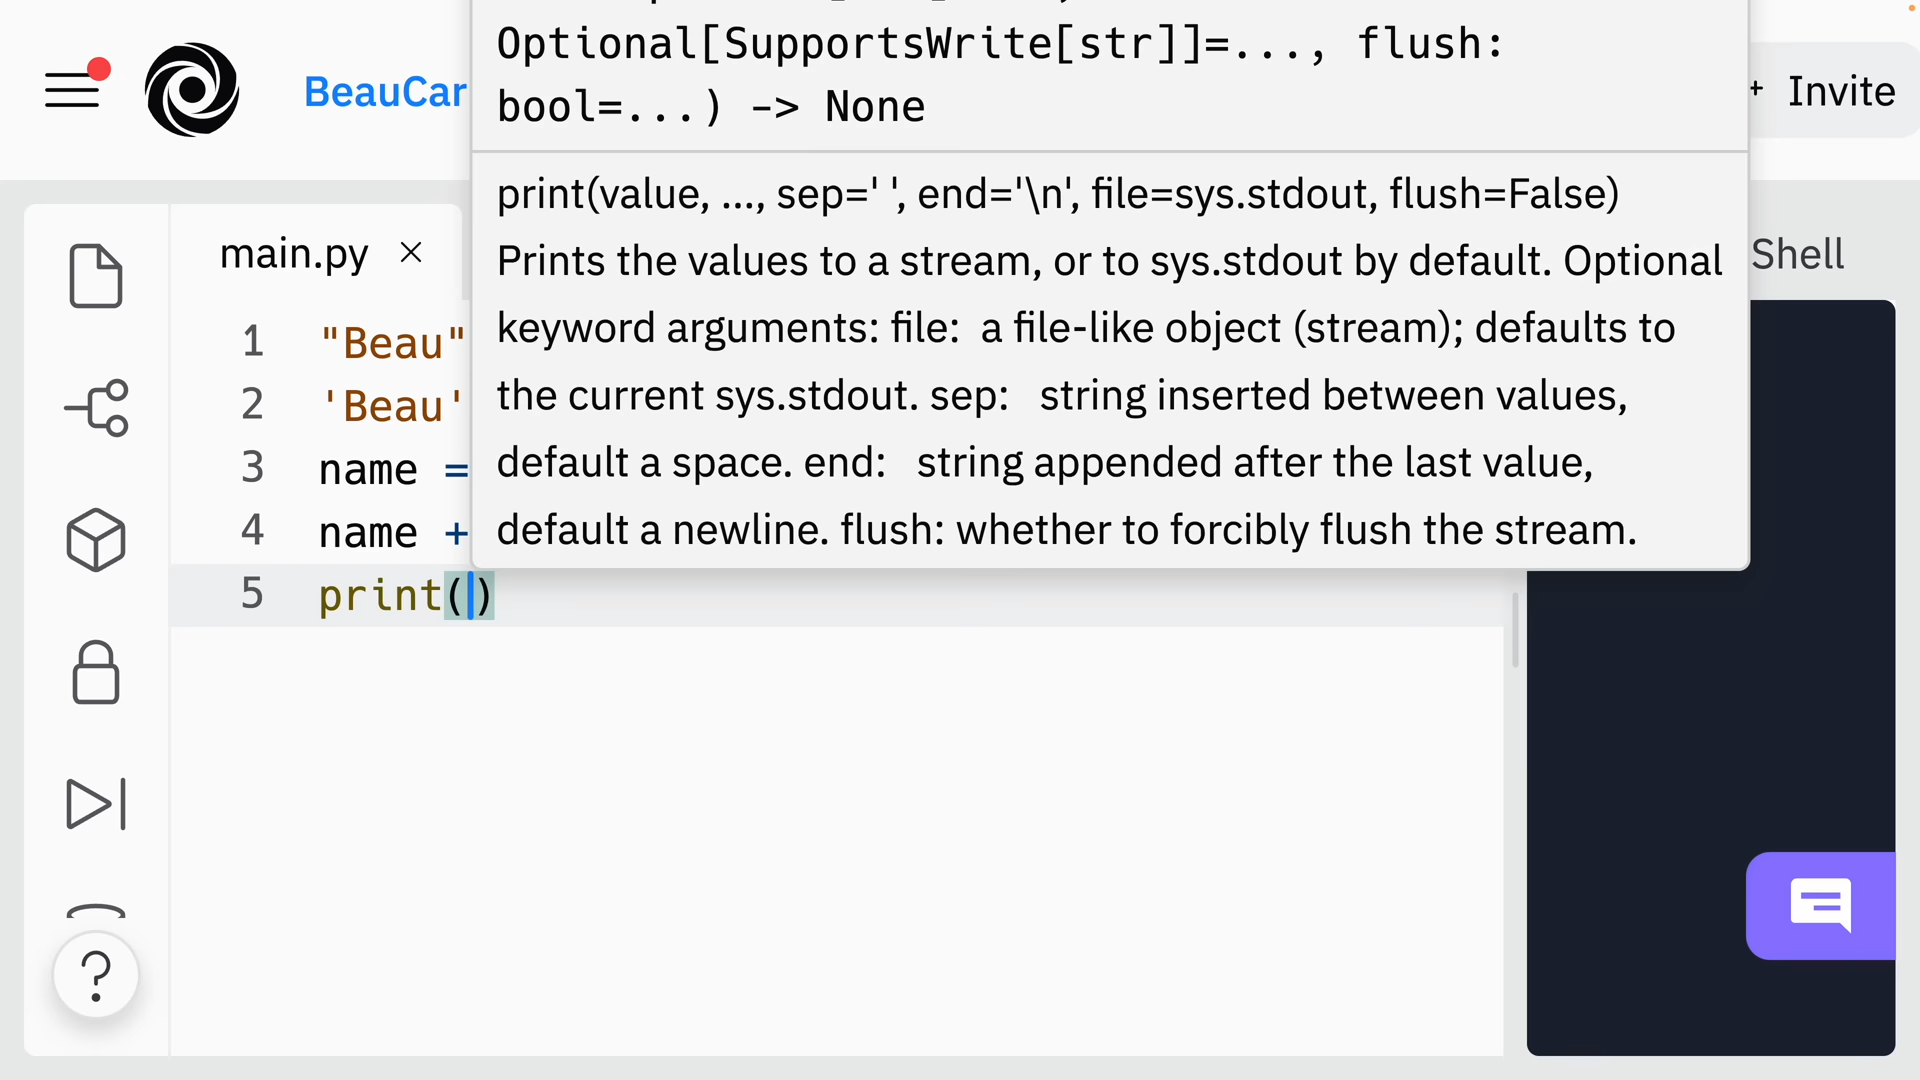 Optional[SupportsWrite[str]]=..., flush:
bool=...) -> None
BeauCar
+ Invite
print(value, ..., sep=' ', end='\n', file=sys.stdout, flush=False)
Prints the values to a stream, or to sys.stdout by default. Optional
keyword arguments: file:  a file-like object (stream); defaults to
the current sys.stdout. sep:   string inserted between values,
default a space. end:   string appended after the last value,
default a newline. flush: whether to forcibly flush the stream.
main.py
Shell
1 "Beau"
2 'Beau'
3 name =
4 name +
5 print()
?